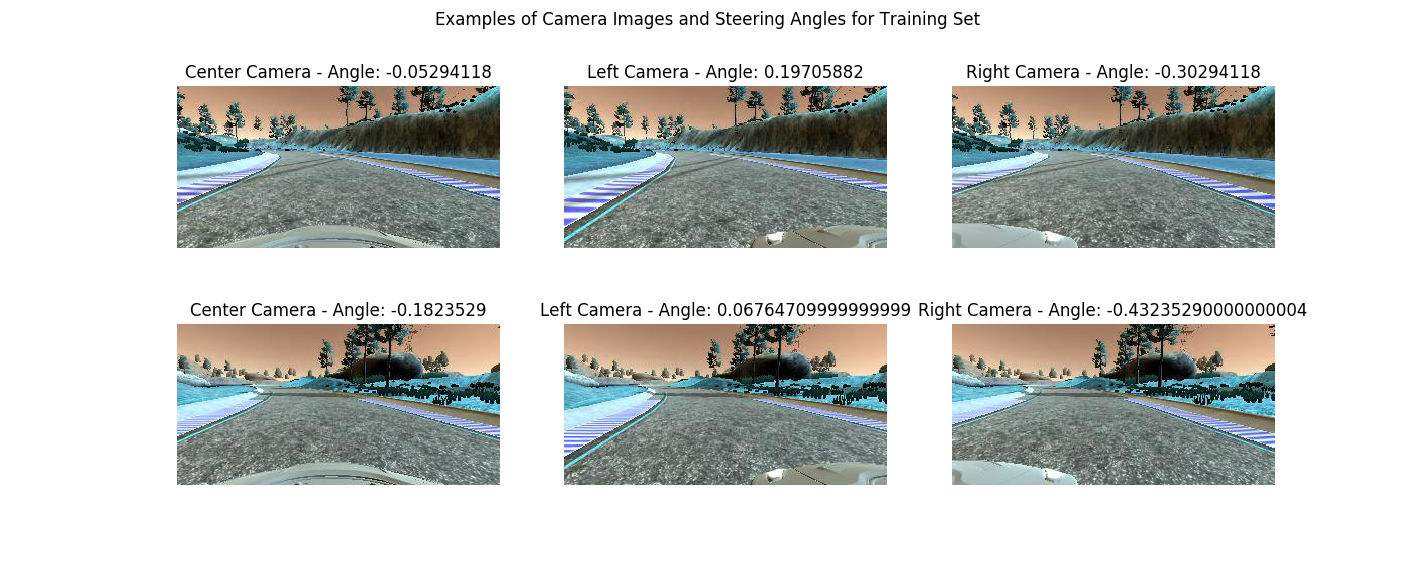 Examples of Camera Images and Steering Angles for Training Set
Center Camera - Angle: -0.05294118
Left Camera - Angle: 0.19705882
Right Camera - Angle: -0.30294118
Center Camera - Angle: -0.1823529
Left Camera - Angle: 0.06764709999999999
Right Camera - Angle: -0.43235290000000004